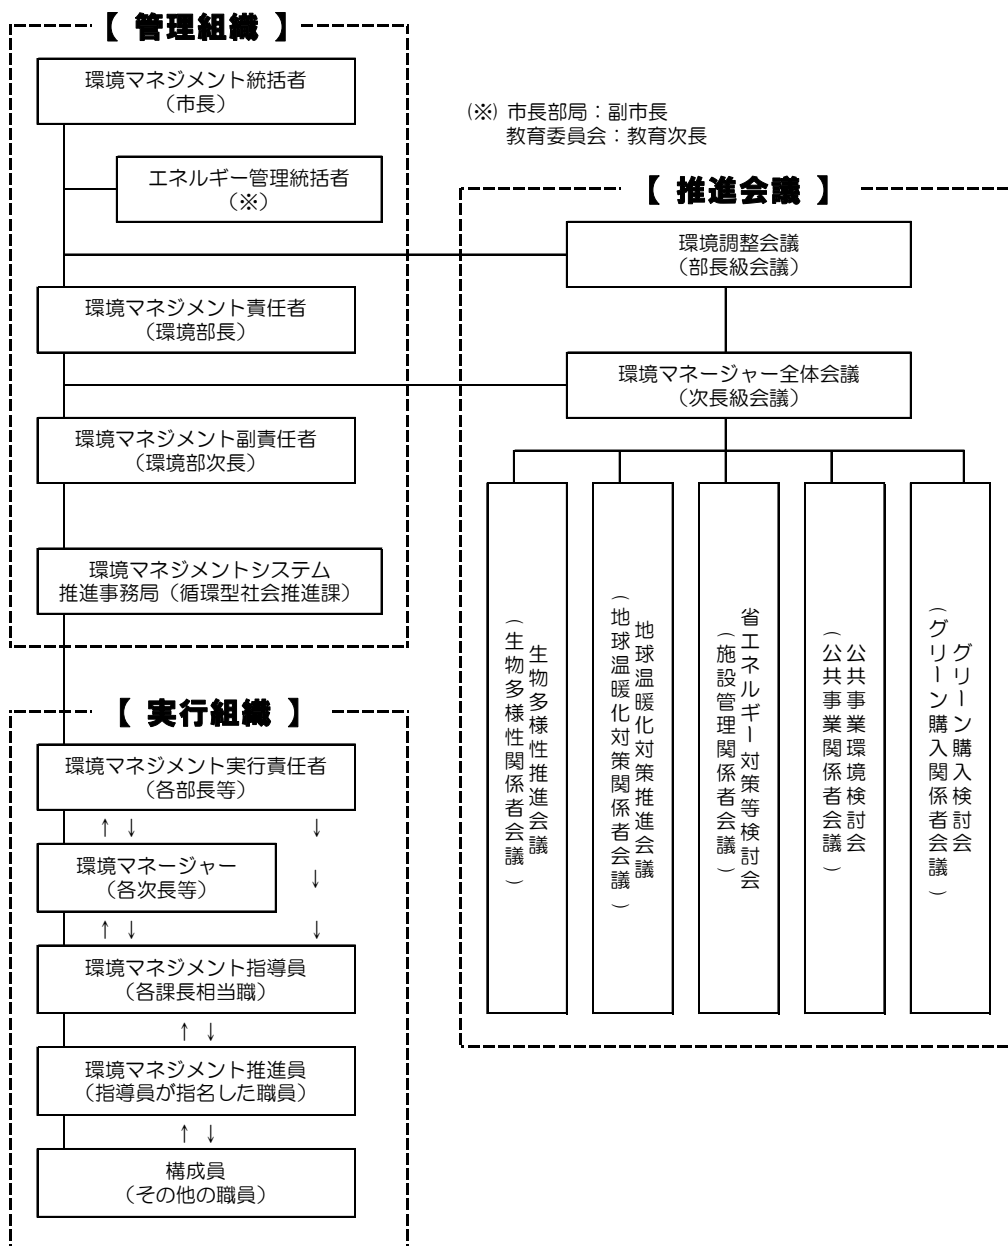 【 管理組織 】
環境マネジメント統括者
（市長）
エネルギー管理統括者
（※）
環境マネジメント責任者
（環境部長）
環境マネジメント副責任者
（環境部次長）
環境マネジメントシステム
推進事務局（循環型社会推進課）
(※) 市長部局：副市長
教育委員会：教育次長
【 推進会議 】
環境調整会議
（部長級会議）
環境マネージャー全体会議
（次長級会議）
生物多様性推進会議
（生物多様性関係者会議）
地球温暖化対策推進会議
（地球温暖化対策関係者会議）
省エネルギー対策等検討会
（施設管理関係者会議）
公共事業環境検討会
（公共事業関係者会議）
グリーン購入検討会
（グリーン購入関係者会議）
【 実行組織 】
環境マネジメント実行責任者
（各部長等）
↑ ↓ ↓
環境マネージャー
（各次長等）
↓
↑ ↓ ↓
環境マネジメント指導員
（各課長相当職）
↑ ↓
環境マネジメント推進員
（指導員が指名した職員）
↑ ↓
構成員
（その他の職員）